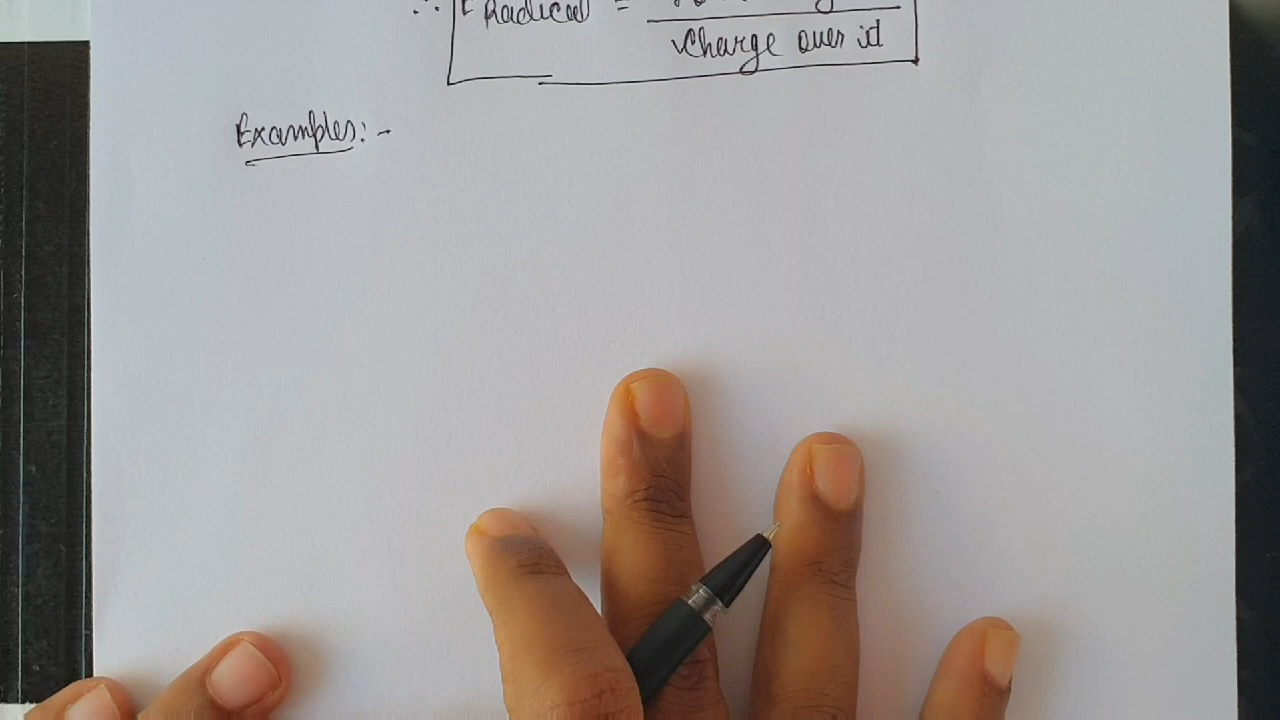 ∴ E Radical =
Charge over it
Examples:-